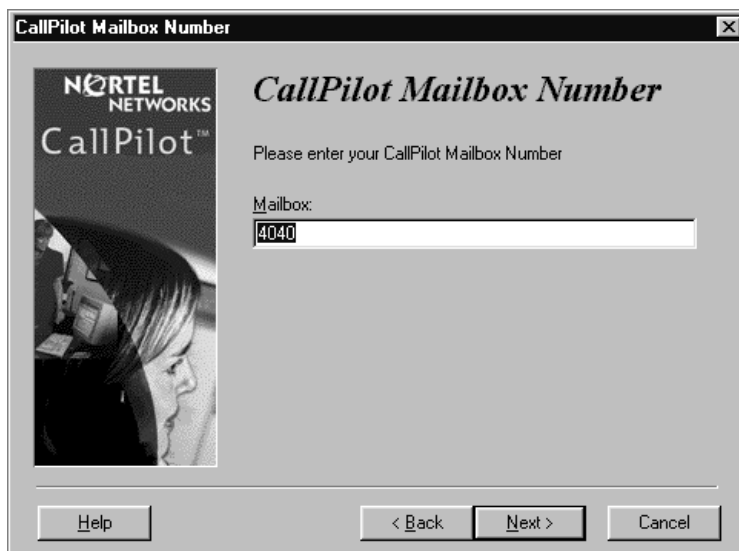 CallPilot Mailbox Number
NORTEL
NETWORKS
CallPilot™
CallPilot Mailbox Number
Please enter your CallPilot Mailbox Number
Mailbox:
4040
Help
< Back
Next >
Cancel